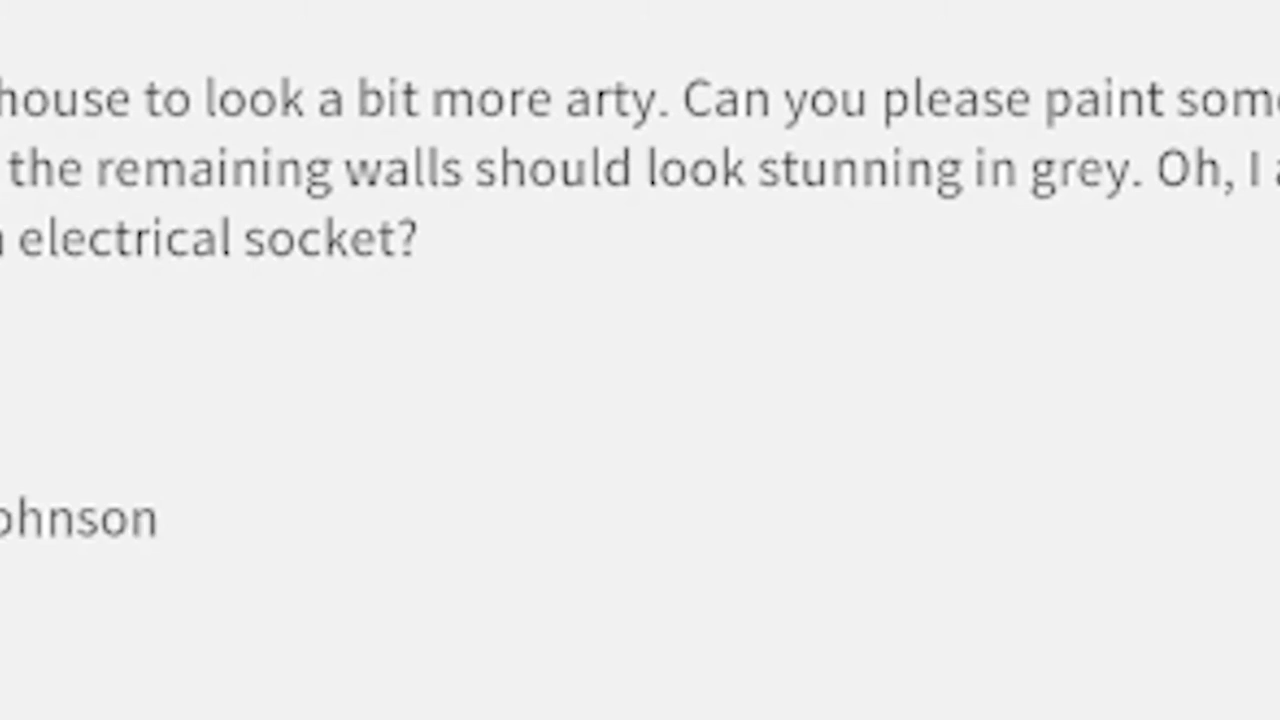 house to look a bit more arty. Can you please paint som
the remaining walls should look stunning in grey. Oh, I
electrical socket?
ohnson